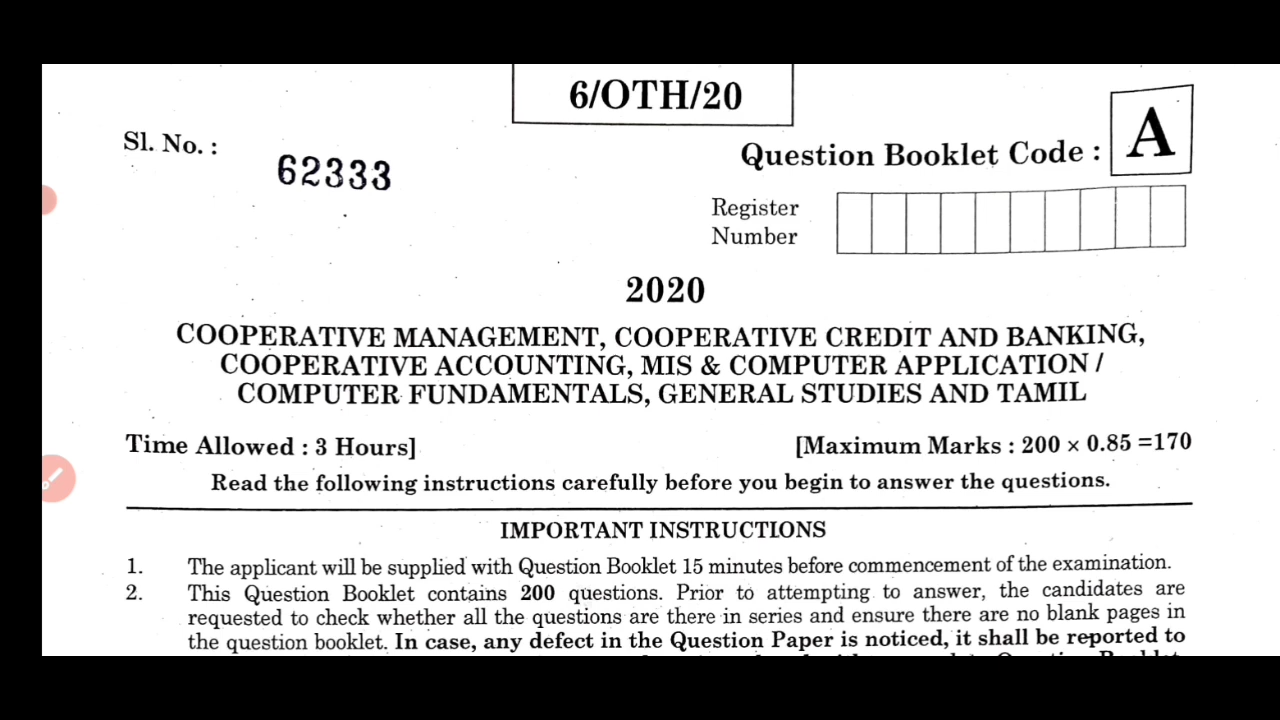 6/OTH/20
Sl. No. :
62333
Question Booklet Code :
A
Register
Number
2020
COOPERATIVE MANAGEMENT, COOPERATIVE CREDIT AND BANKING,
COOPERATIVE ACCOUNTING, MIS & COMPUTER APPLICATION /
COMPUTER FUNDAMENTALS, GENERAL STUDIES AND TAMIL
Time Allowed : 3 Hours]
[Maximum Marks : 200 × 0.85 =170
Read the following instructions carefully before you begin to answer the questions.
IMPORTANT INSTRUCTIONS
1. The applicant will be supplied with Question Booklet 15 minutes before commencement of the examination.
2. This Question Booklet contains 200 questions. Prior to attempting to answer, the candidates are
requested to check whether all the questions are there in series and ensure there are no blank pages in
the question booklet. In case, any defect in the Question Paper is noticed, it shall be reported to